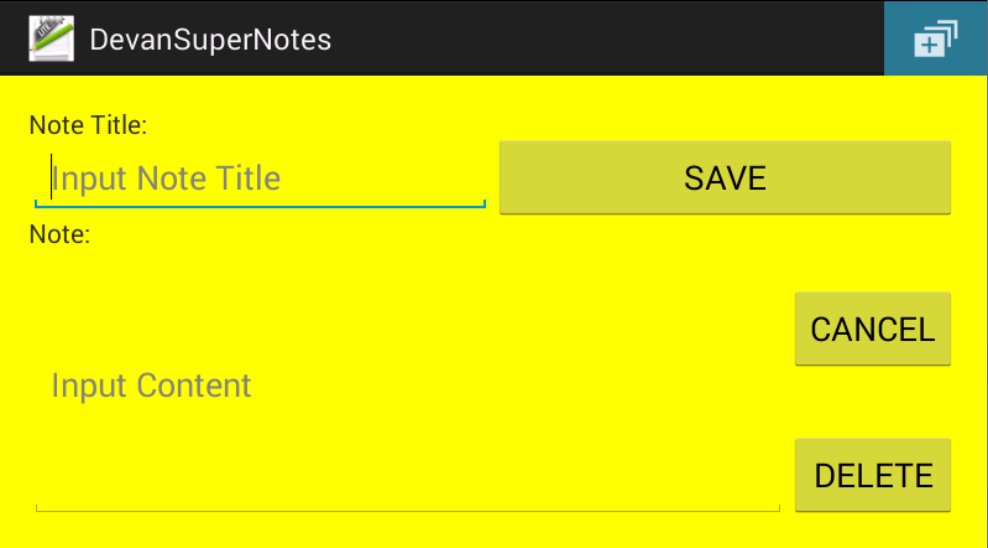 DevanSuperNotes
Note Title:
Input Note Title
SAVE
Note:
CANCEL
Input Content
DELETE